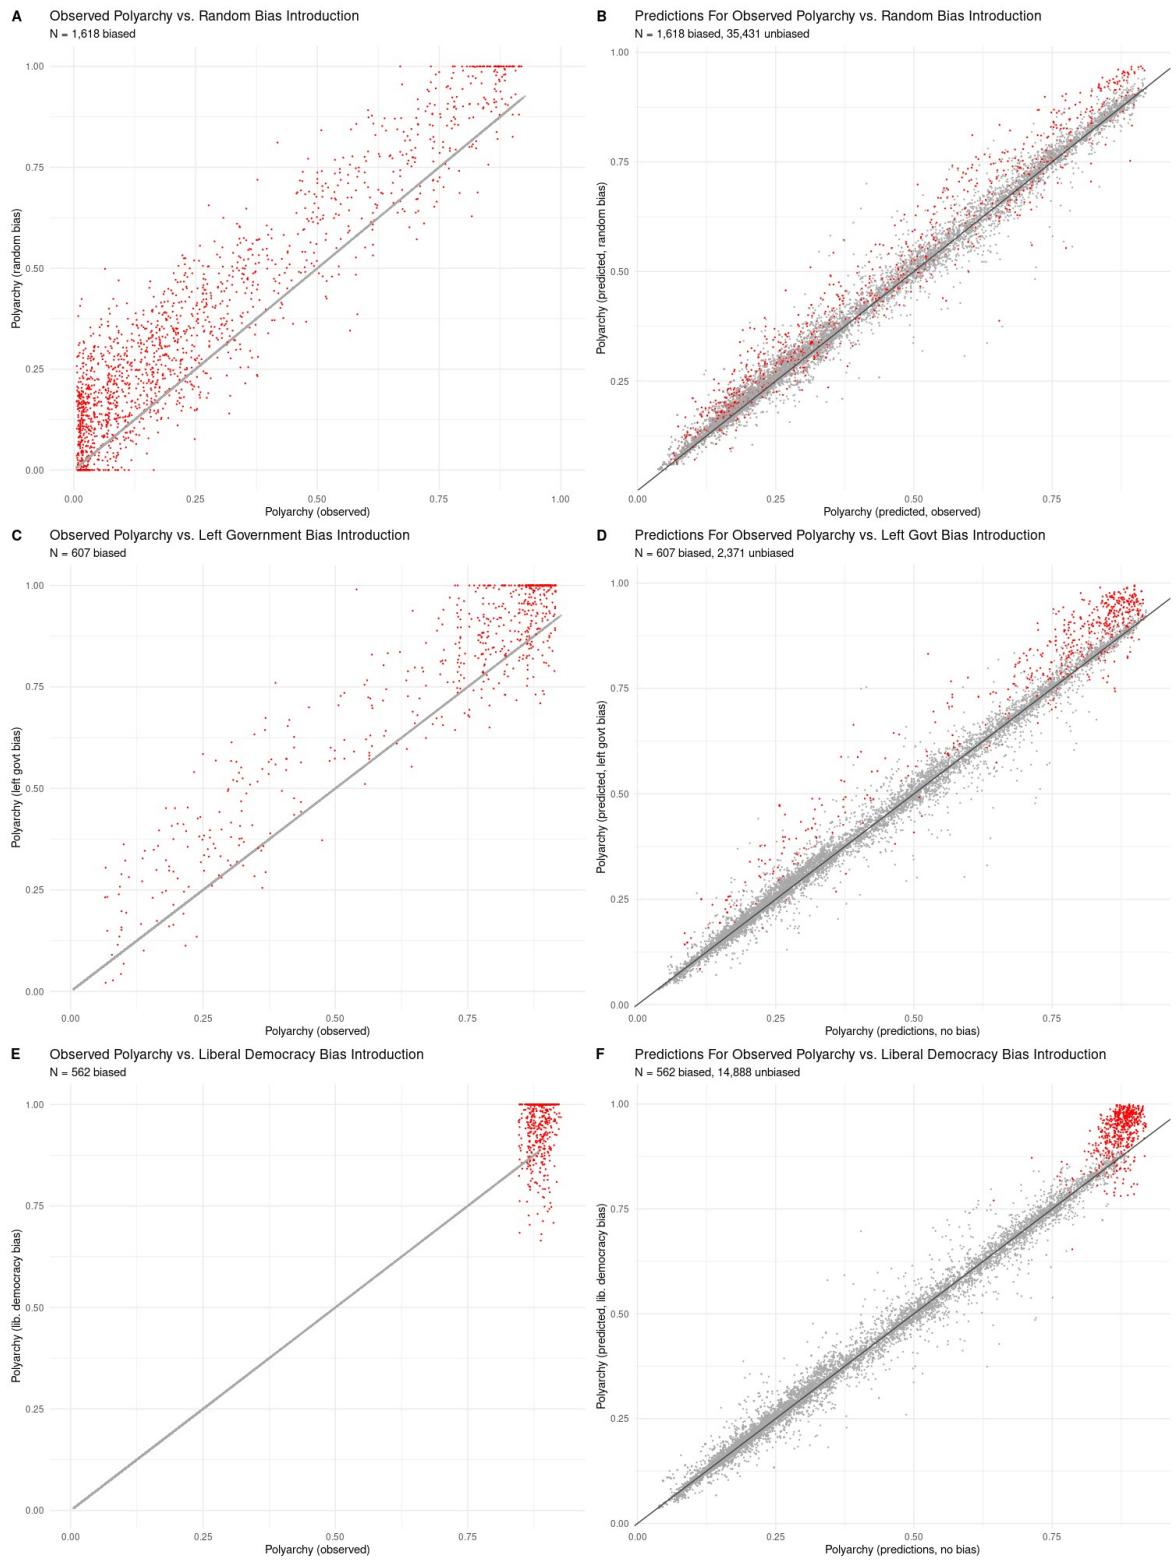 A
Observed Polyarchy vs. Random Bias Introduction
N = 1,618 biased
1.00
0.75
0.50
0.25
0.00
Polyarchy (random bias)
0.00 0.25 0.50 0.75 1.00
Polyarchy (observed)
B
Predictions For Observed Polyarchy vs. Random Bias Introduction
N = 1,618 biased, 35,431 unbiased
1.00
0.75
0.50
0.25
Polyarchy (predicted, random bias)
0.00 0.25 0.50 0.75
Polyarchy (predicted, observed)
C
Observed Polyarchy vs. Left Government Bias Introduction
N = 607 biased
1.00
0.75
0.50
0.25
0.00
Polyarchy (left govt bias)
0.00 0.25 0.50 0.75
Polyarchy (observed)
D
Predictions For Observed Polyarchy vs. Left Govt Bias Introduction
N = 607 biased, 2,371 unbiased
1.00
0.75
0.50
0.25
0.00
Polyarchy (predicted, left govt bias)
0.00 0.25 0.50 0.75
Polyarchy (predictions, no bias)
E
Observed Polyarchy vs. Liberal Democracy Bias Introduction
N = 562 biased
1.00
0.75
0.50
0.25
0.00
Polyarchy (lib. democracy bias)
0.00 0.25 0.50 0.75
Polyarchy (observed)
F
Predictions For Observed Polyarchy vs. Liberal Democracy Bias Introduction
N = 562 biased, 14,888 unbiased
1.00
0.75
0.50
0.25
0.00
Polyarchy (predicted, lib. democracy bias)
0.00 0.25 0.50 0.75
Polyarchy (predictions, no bias)